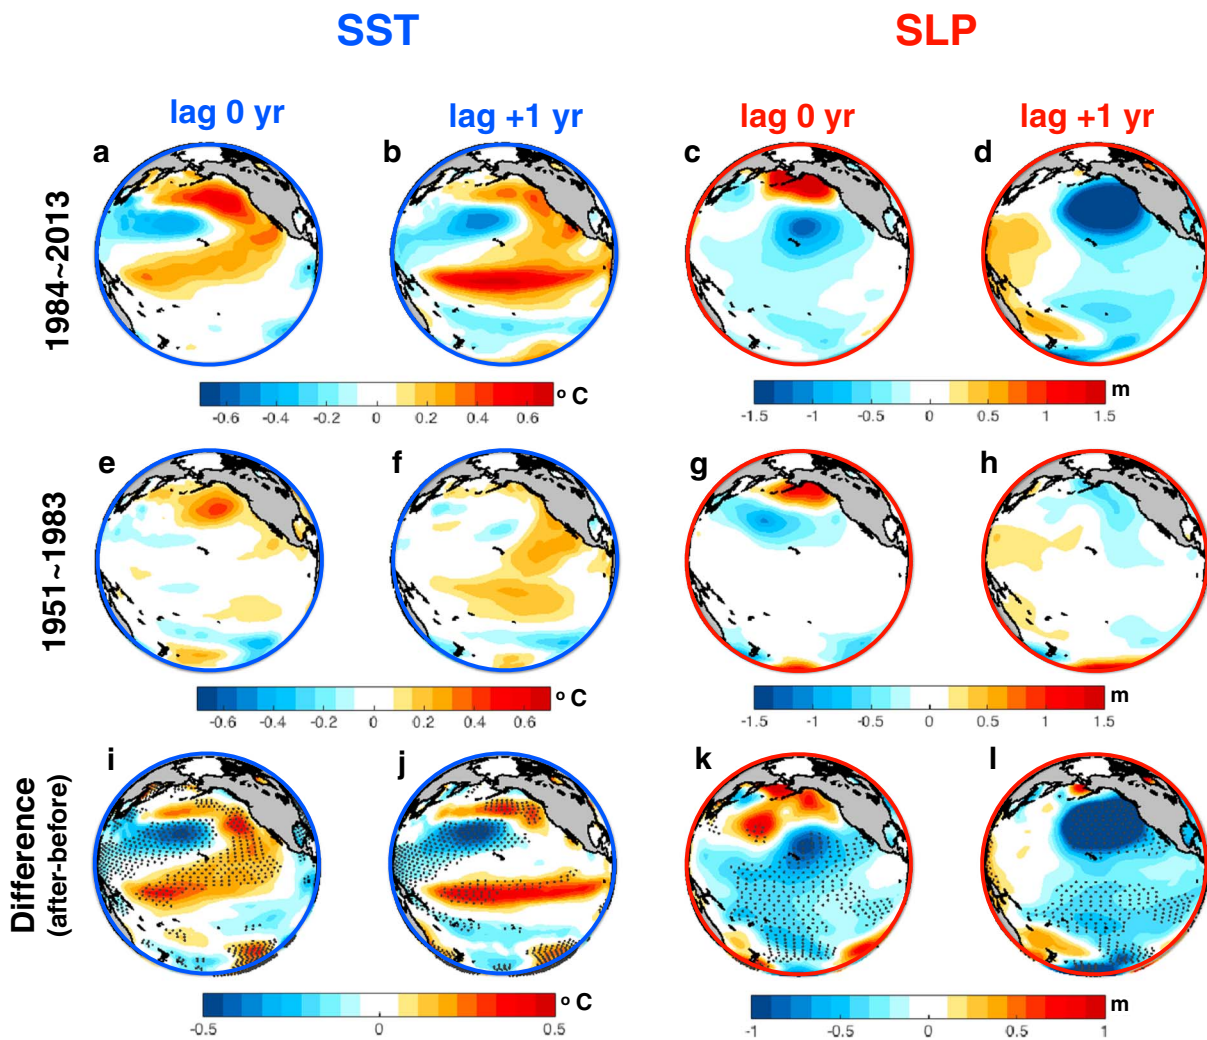 SST SLP
lag 0 yr lag +1 yr lag 0 yr lag +1 yr
a b c d
1984~2013
-0.6 -0.4 -0.2 0 0.2 0.4 0.6 o C
-1.5 -1 -0.5 0 0.5 1 1.5 m
e f g h
1951~1983
-0.6 -0.4 -0.2 0 0.2 0.4 0.6 o C
-1.5 -1 -0.5 0 0.5 1 1.5 m
i j k l
Difference
(after-before)
-0.5 0 0.5 o C
-1 -0.5 0 0.5 1 m